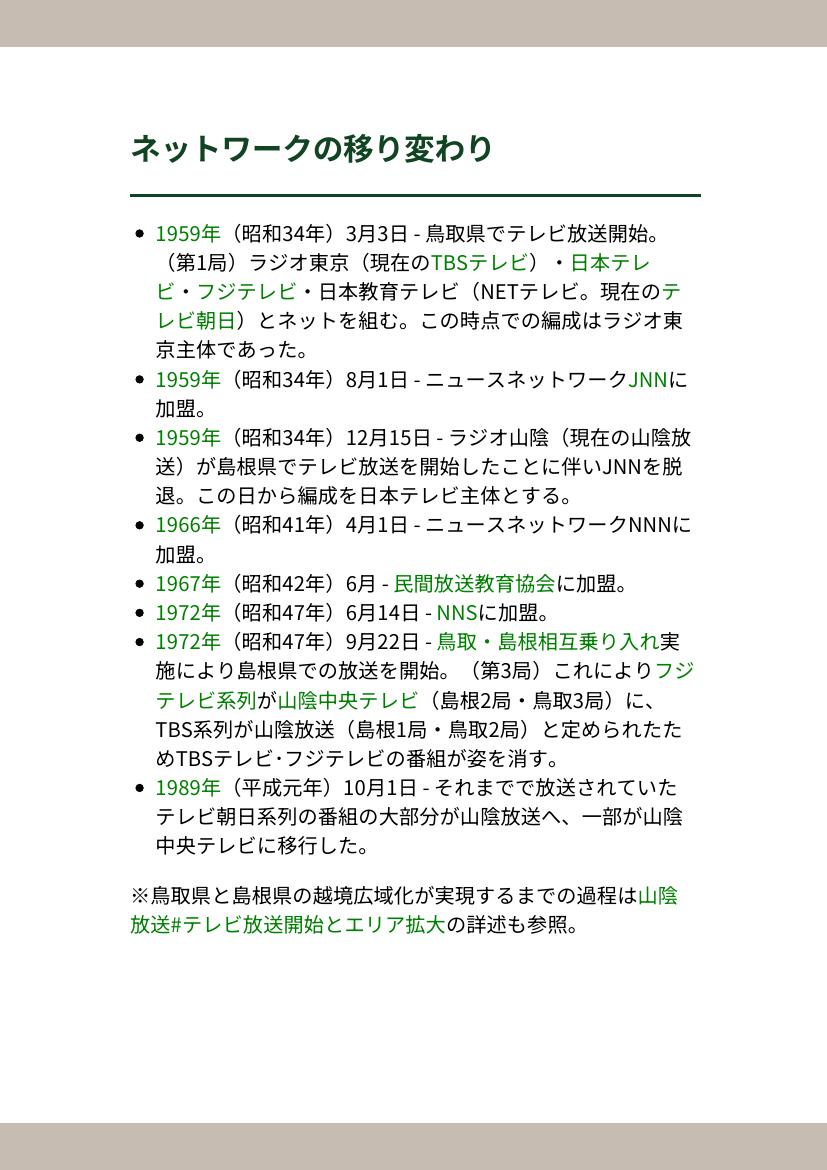 ネットワークの移り変わり
• 1959年（昭和34年）3月3日 - 鳥取県でテレビ放送開始。
（第1局）ラジオ東京（現在のTBSテレビ）・日本テレ
ビ・フジテレビ・日本教育テレビ（NETテレビ。現在のテ
レビ朝日）とネットを組む。この時点での編成はラジオ東
京主体であった。
• 1959年（昭和34年）8月1日 - ニュースネットワークJNNに
加盟。
• 1959年（昭和34年）12月15日 - ラジオ山陰（現在の山陰放
送）が島根県でテレビ放送を開始したことに伴いJNNを脱
退。この日から編成を日本テレビ主体とする。
• 1966年（昭和41年）4月1日 - ニュースネットワークNNNに
加盟。
• 1967年（昭和42年）6月 - 民間放送教育協会に加盟。
• 1972年（昭和47年）6月14日 - NNSに加盟。
• 1972年（昭和47年）9月22日 - 鳥取・島根相互乗り入れ実
施により島根県での放送を開始。（第3局）これによりフジ
テレビ系列が山陰中央テレビ（島根2局・鳥取3局）に、
TBS系列が山陰放送（島根1局・鳥取2局）と定められたた
めTBSテレビ･フジテレビの番組が姿を消す。
• 1989年（平成元年）10月1日 - それまでで放送されていた
テレビ朝日系列の番組の大部分が山陰放送へ、一部が山陰
中央テレビに移行した。
※鳥取県と島根県の越境広域化が実現するまでの過程は山陰
放送#テレビ放送開始とエリア拡大の詳述も参照。